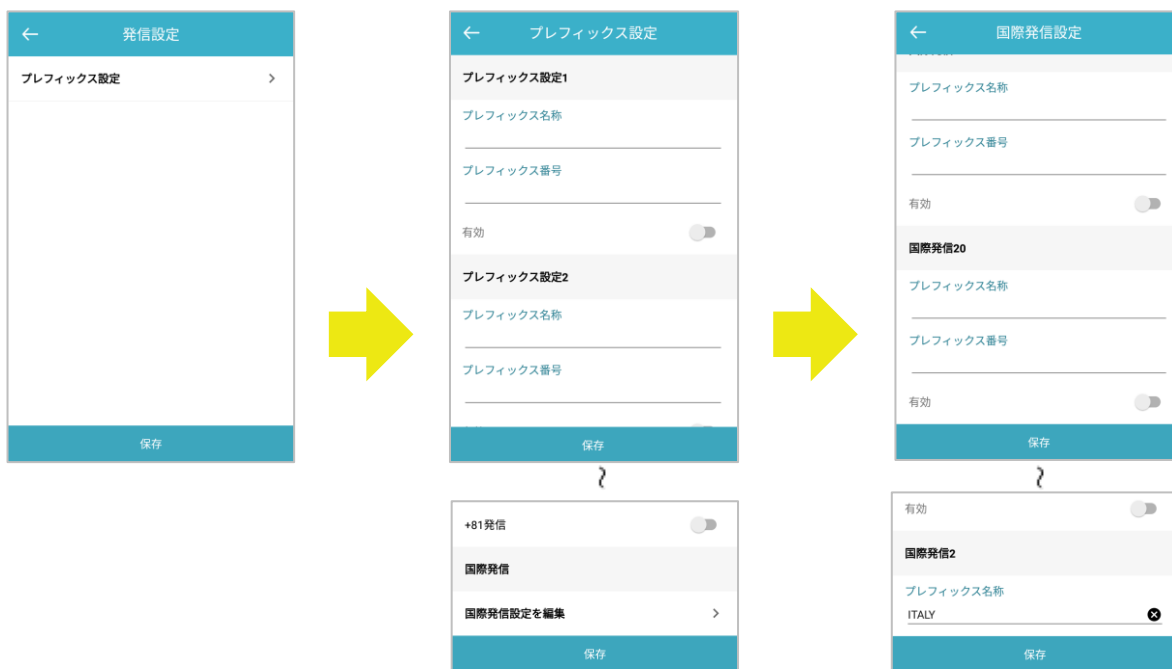 発信設定
プレフィックス設定
保存
プレフィックス設定
プレフィックス設定1
プレフィックス名称
プレフィックス番号
有効
プレフィックス設定2
プレフィックス名称
プレフィックス番号
保存
+81発信
国際発信
国際発信設定を編集
保存
国際発信設定
プレフィックス名称
プレフィックス番号
有効
国際発信20
プレフィックス名称
プレフィックス番号
有効
保存
有効
国際発信2
プレフィックス名称
ITALY
保存